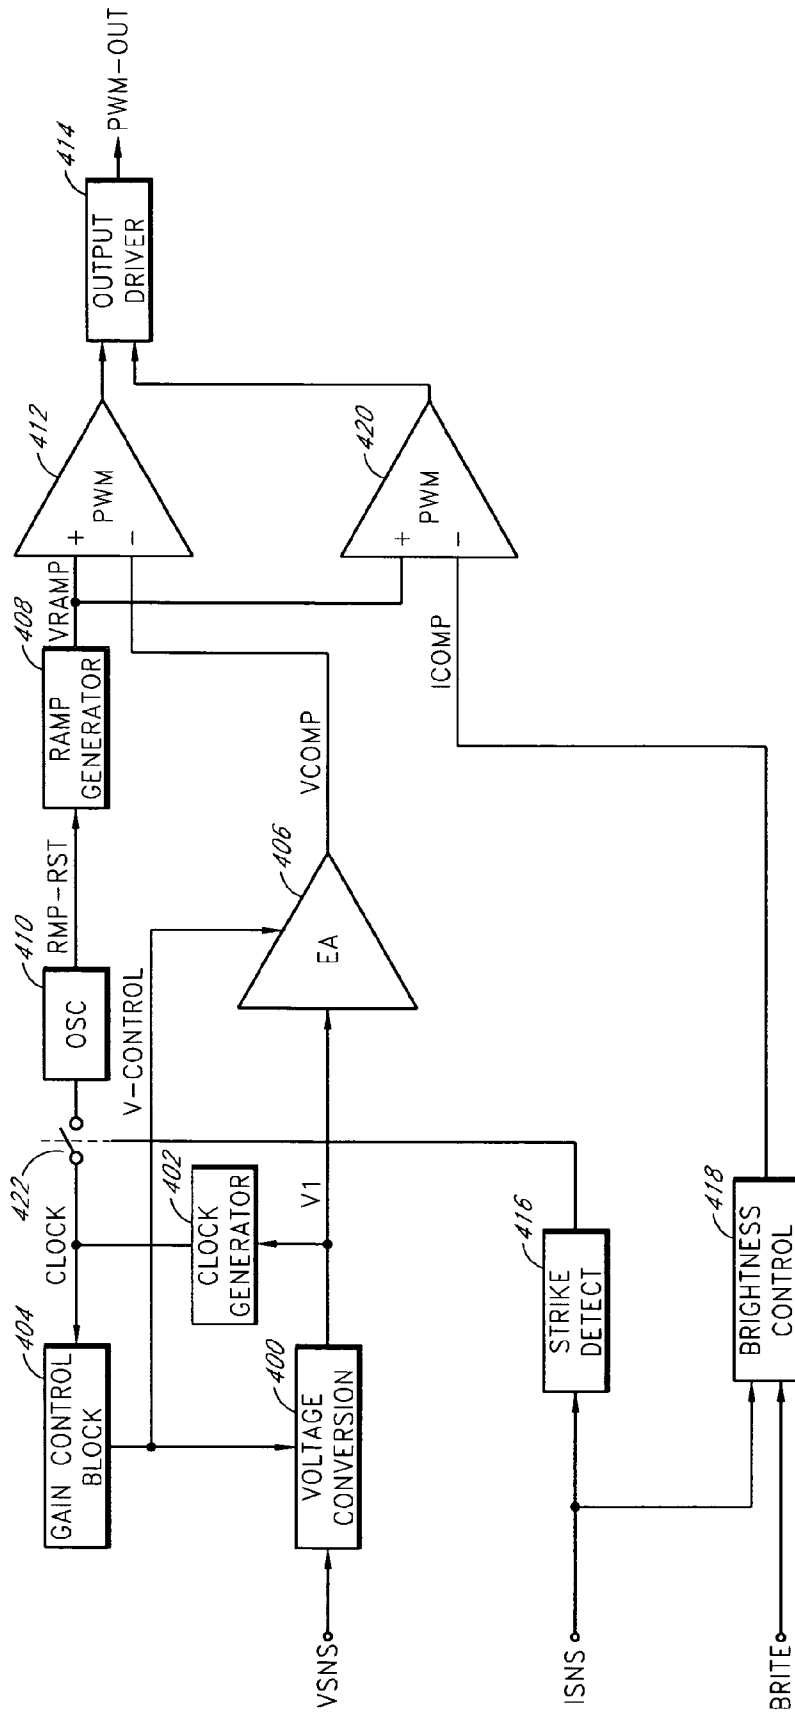 404
GAIN CONTROL
BLOCK
CLOCK
422
410
OSC
RMP-RST
408
RAMP
GENERATOR
VRAMP
412
+
PWM
-
414
OUTPUT
DRIVER
PWM-OUT
V-CONTROL
402
CLOCK
GENERATOR
VSNS
400
VOLTAGE
CONVERSION
V1
406
EA
VCOMP
420
+
PWM
-
ISNS
416
STRIKE
DETECT
ICOMP
BRITE
418
BRIGHTNESS
CONTROL